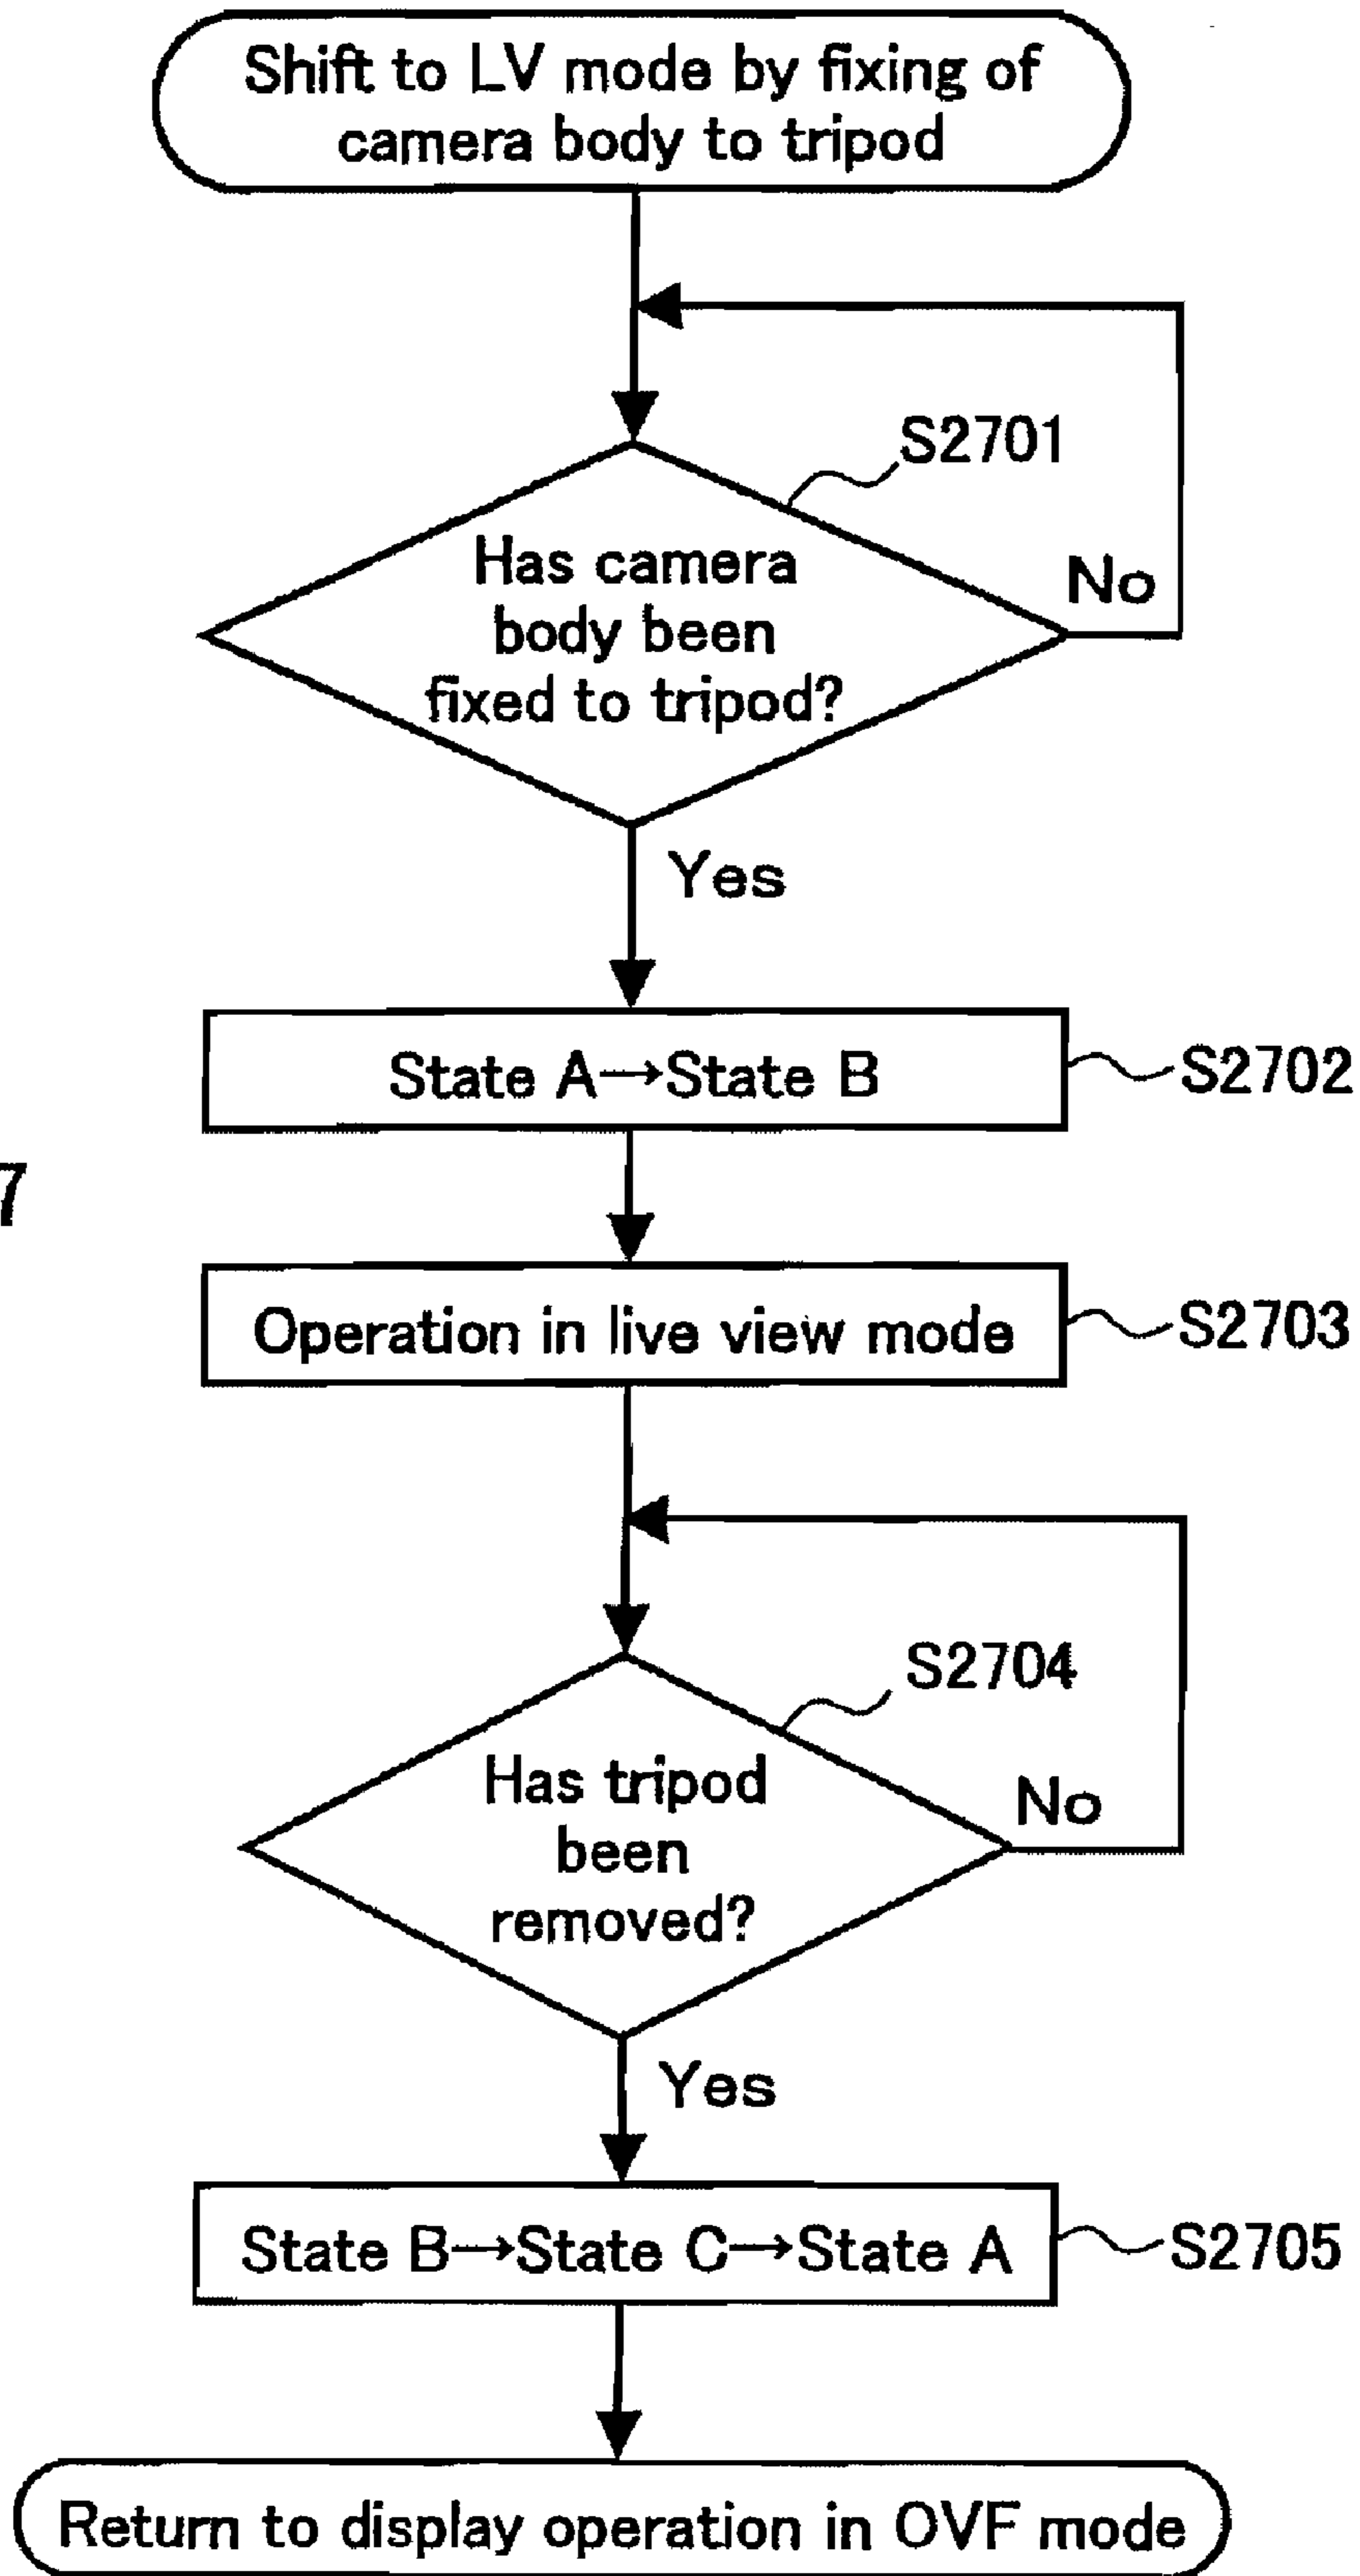 Shift to LV mode by fixing of
camera body to tripod
S2701
Has camera
body been
fixed to tripod?
No
Yes
State A→State B
S2702
7
Operation in live view mode
S2703
S2704
Has tripod
been
removed?
No
Yes
State B→State C→State A
S2705
Return to display operation in OVF mode